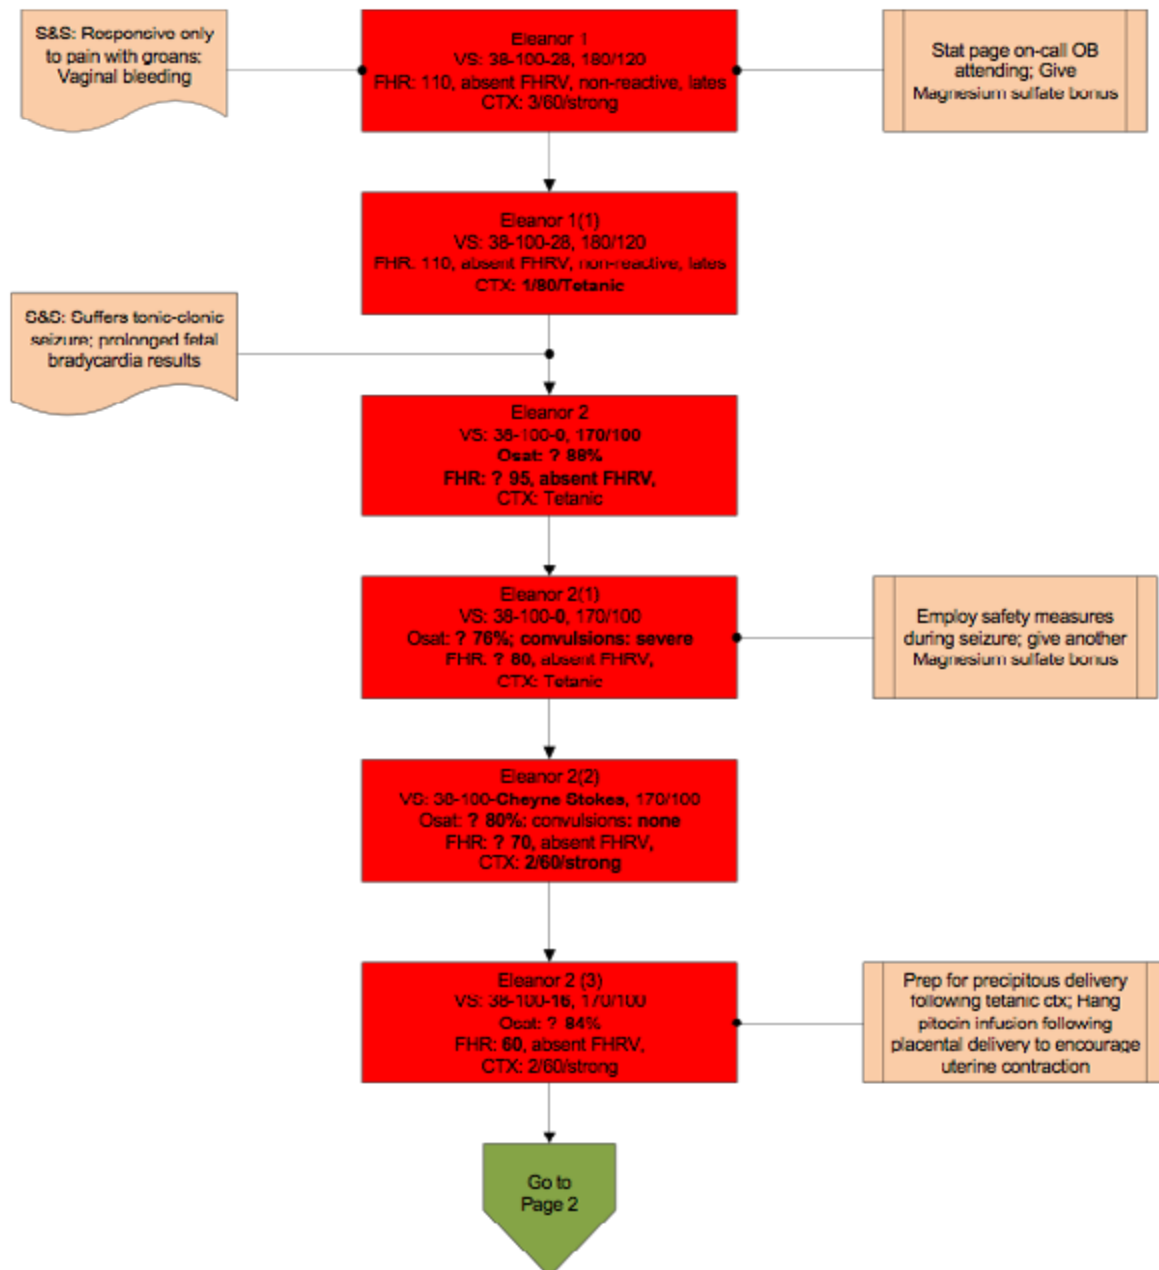 S&S: Responsive only
to pain with groans;
Vaginal bleeding
Eleanor 1
VS: 38-100-28, 180/120
FHR: 110, absent FHRV, non-reactive, lates
CTX: 3/60/strong
Stat page on-call OB
attending; Give
Magnesium sulfate bonus
Eleanor 1(1)
VS: 38-100-28, 180/120
FHR: 110, absent FHRV, non-reactive, lates
CTX: 1/80/Tetanic
S&S: Suffers tonic-clonic
seizure; prolonged fetal
bradycardia results
Eleanor 2
VS: 38-100-0, 170/100
Osat: ? 88%
FHR: ? 95, absent FHRV,
CTX: Tetanic
Eleanor 2(1)
VS: 38-100-0, 170/100
Osat: ? 76%; convulsions: severe
FHR: ? 80, absent FHRV,
CTX: Tetanic
Employ safety measures
during seizure; give another
Magnesium sulfate bonus
Eleanor 2(2)
VS: 38-100-Cheyne Stokes, 170/100
Osat: ? 80%; convulsions: none
FHR: ? 70, absent FHRV,
CTX: 2/60/strong
Eleanor 2 (3)
VS: 38-100-16, 170/100
Osat: ? 84%
FHR: 60, absent FHRV,
CTX: 2/60/strong
Prep for precipitous delivery
following tetanic ctx; Hang
pitocin infusion following
placental delivery to encourage
uterine contraction
Go to
Page 2